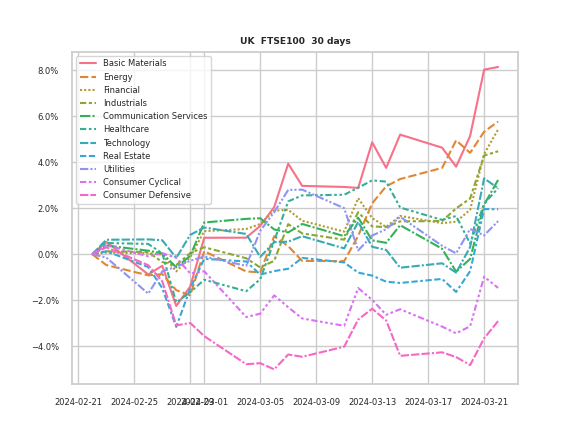 UK  FTSE100  30 days
8.0%
6.0%
4.0%
2.0%
0.0%
−2.0%
−4.0%
Basic Materials
Energy
Financial
Industrials
Communication Services
Healthcare
Technology
Real Estate
Utilities
Consumer Cyclical
Consumer Defensive
2024-02-21 2024-02-25 2024-02-29 2024-03-01 2024-03-05 2024-03-09 2024-03-13 2024-03-17 2024-03-21